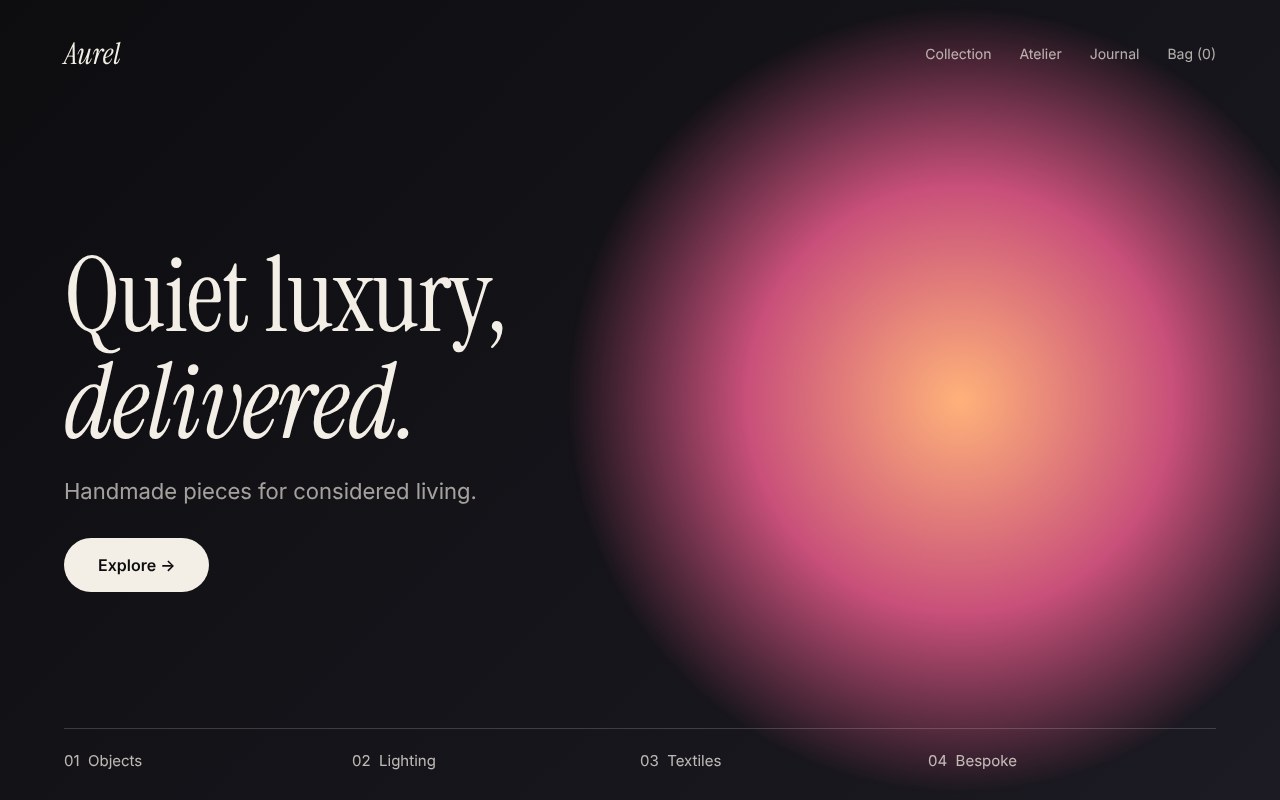 Aurel
Collection Atelier Journal Bag (0)
Quiet luxury,
delivered.
Handmade pieces for considered living.
Explore →
01 Objects
02 Lighting
03 Textiles
04 Bespoke